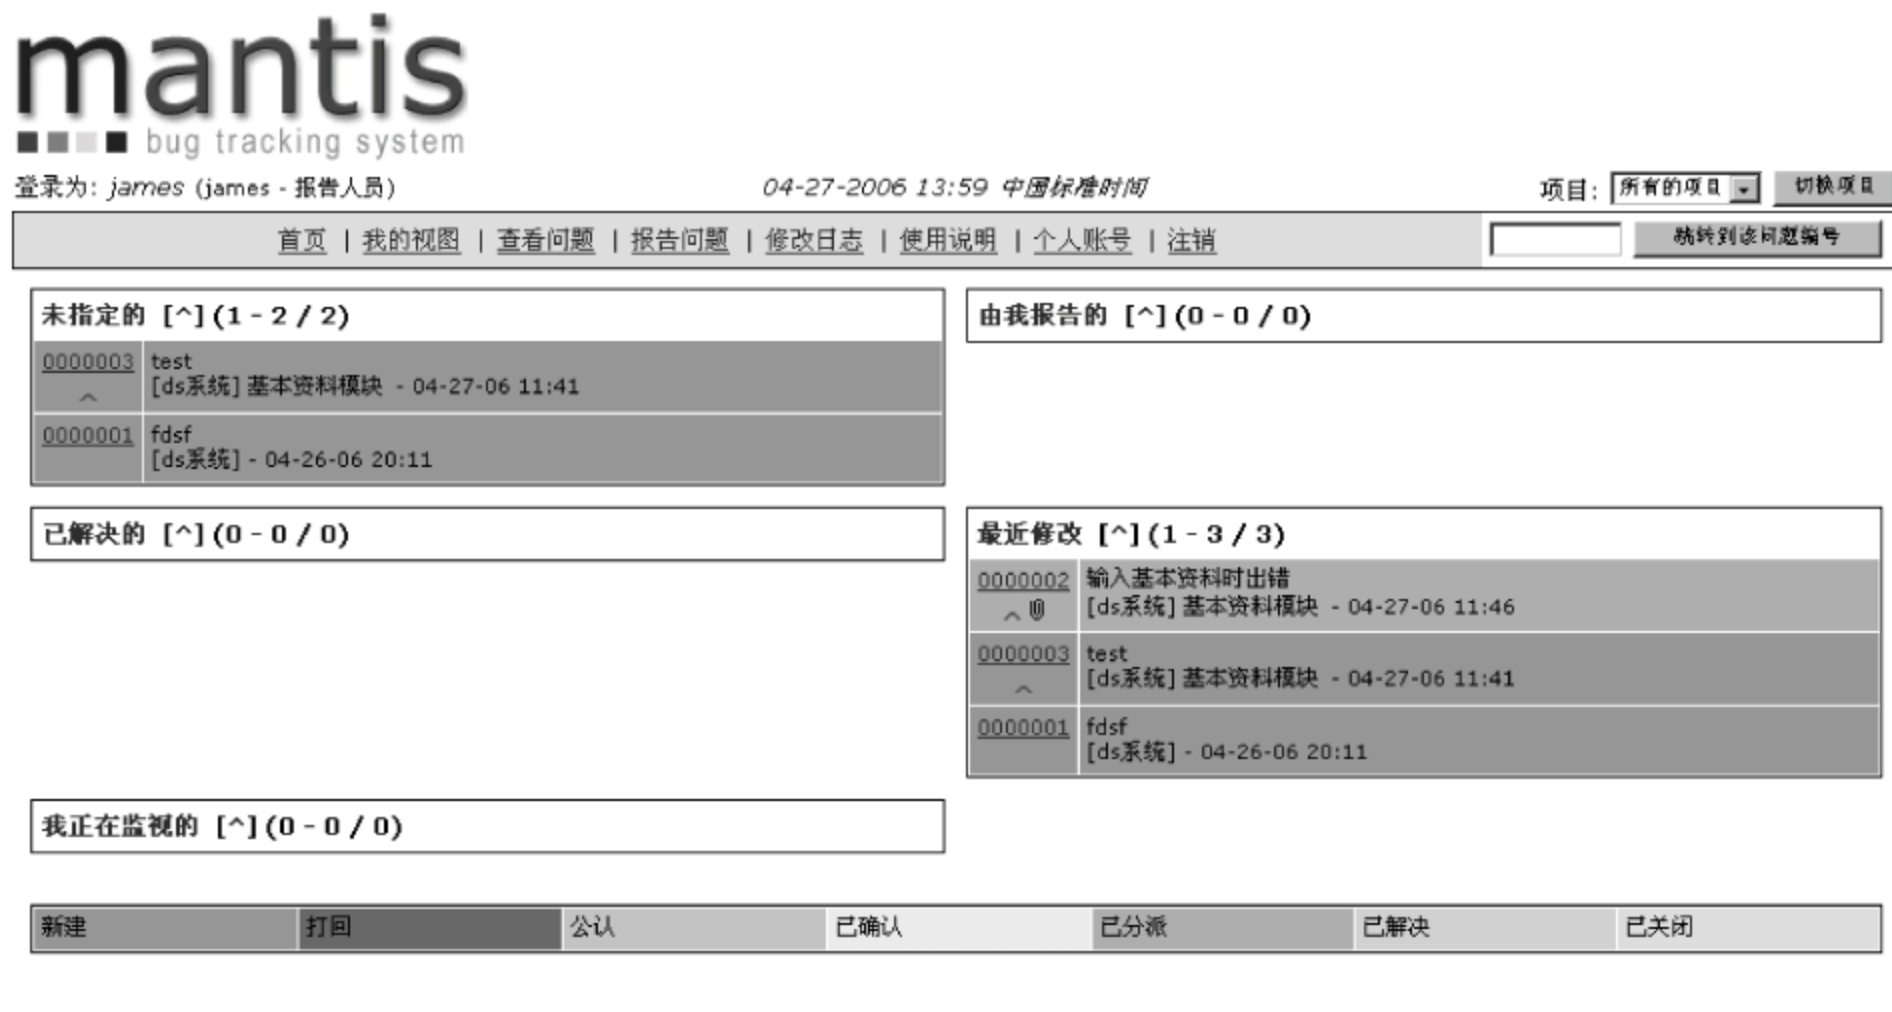 mantis
bug tracking system
登录为: james (james - 报告人员)
04-27-2006 13:59 中国标准时间
项目: 所有的项目 切换项目
首页 | 我的视图 | 查看问题 | 报告问题 | 修改日志 | 使用说明 | 个人账号 | 注销
跳转到该问题编号
未指定的 [^] (1 - 2 / 2)
0000003 test
^ [ds系统] 基本资料模块 - 04-27-06 11:41
0000001 fdsf
[ds系统] - 04-26-06 20:11
由我报告的 [^] (0 - 0 / 0)
已解决的 [^] (0 - 0 / 0)
最近修改 [^] (1 - 3 / 3)
0000002 输入基本资料时出错
^ [ds系统] 基本资料模块 - 04-27-06 11:46
0000003 test
^ [ds系统] 基本资料模块 - 04-27-06 11:41
0000001 fdsf
[ds系统] - 04-26-06 20:11
我正在监视的 [^] (0 - 0 / 0)
新建 打回 公认 已确认 已分派 已解决 已关闭